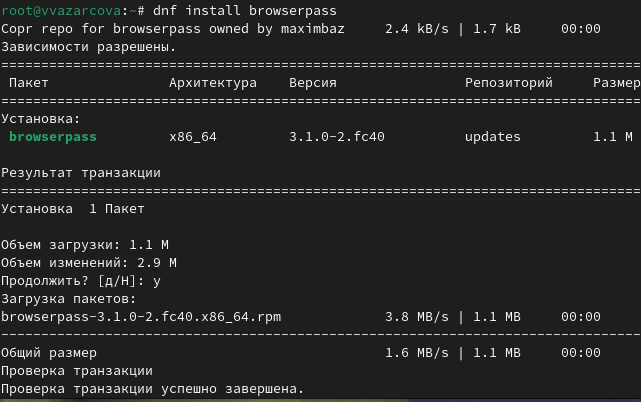 root@vvazarcova:~# dnf install browserpass
Copr repo for browserpass owned by maximbaz 2.4 kB/s | 1.7 kB 00:00
Зависимости разрешены.
================================================================================
Пакет Архитектура Версия Репозиторий Размер
================================================================================
Установка:
browserpass x86_64 3.1.0-2.fc40 updates 1.1 M
Результат транзакции
================================================================================
Установка 1 Пакет
Объем загрузки: 1.1 M
Объем изменений: 2.9 M
Продолжить? [д/Н]: y
Загрузка пакетов:
browserpass-3.1.0-2.fc40.x86_64.rpm 3.8 MB/s | 1.1 MB 00:00
--------------------------------------------------------------------------------
Общий размер 1.6 MB/s | 1.1 MB 00:00
Проверка транзакции
Проверка транзакции успешно завершена.